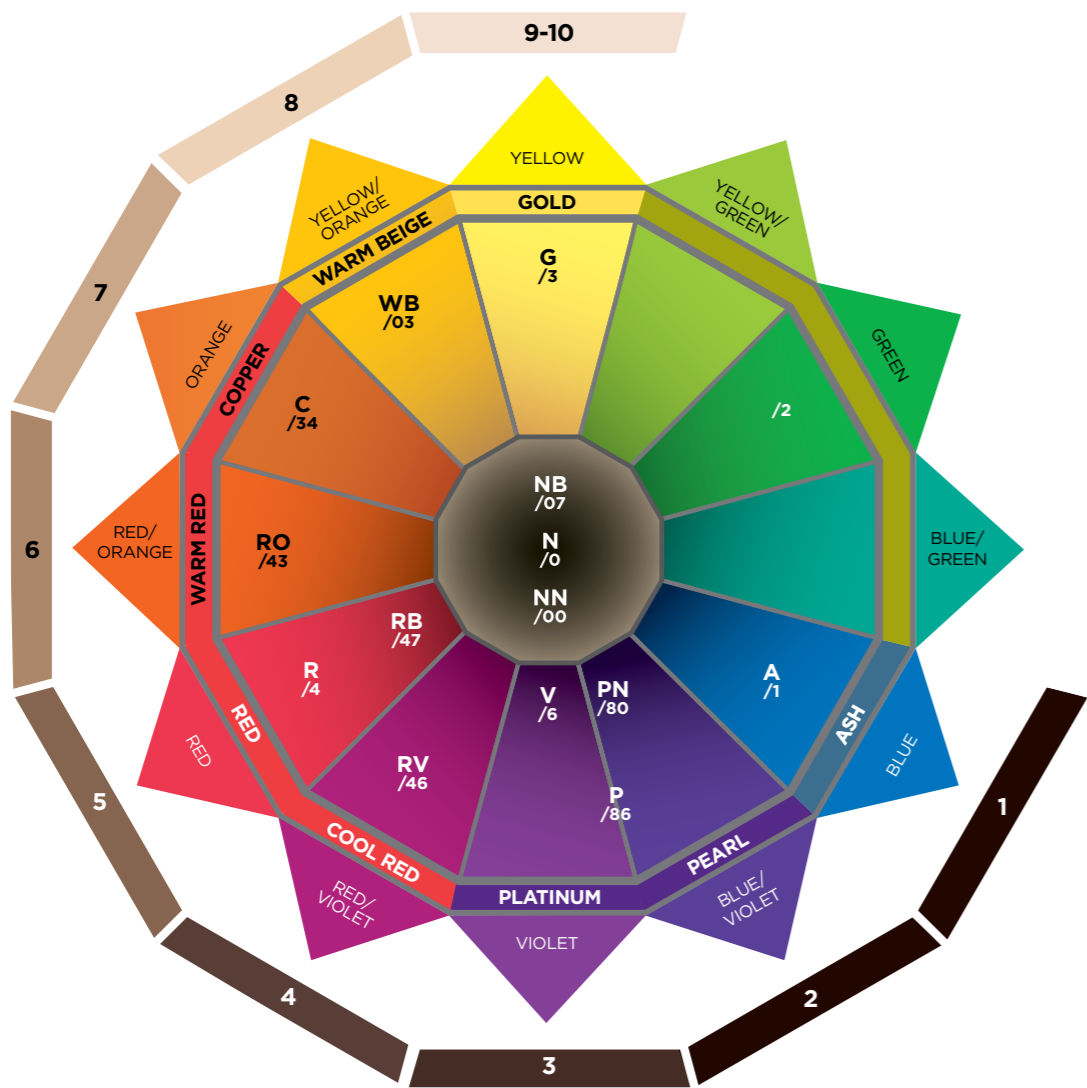 9-10
8
7
6
5
4
3
2
1
YELLOW
YELLOW/
GREEN
GREEN
BLUE/
GREEN
BLUE
BLUE/
VIOLET
VIOLET
RED/
VIOLET
RED
RED/
ORANGE
ORANGE
YELLOW/
ORANGE
GOLD
ASH
PEARL
PLATINUM
COOL RED
RED
WARM RED
COPPER
WARM BEIGE
G
/3
/2
A
/1
PN
/80
P
/86
V
/6
RV
/46
RB
/47
R
/4
RO
/43
C
/34
WB
/03
NB
/07
N
/0
NN
/00